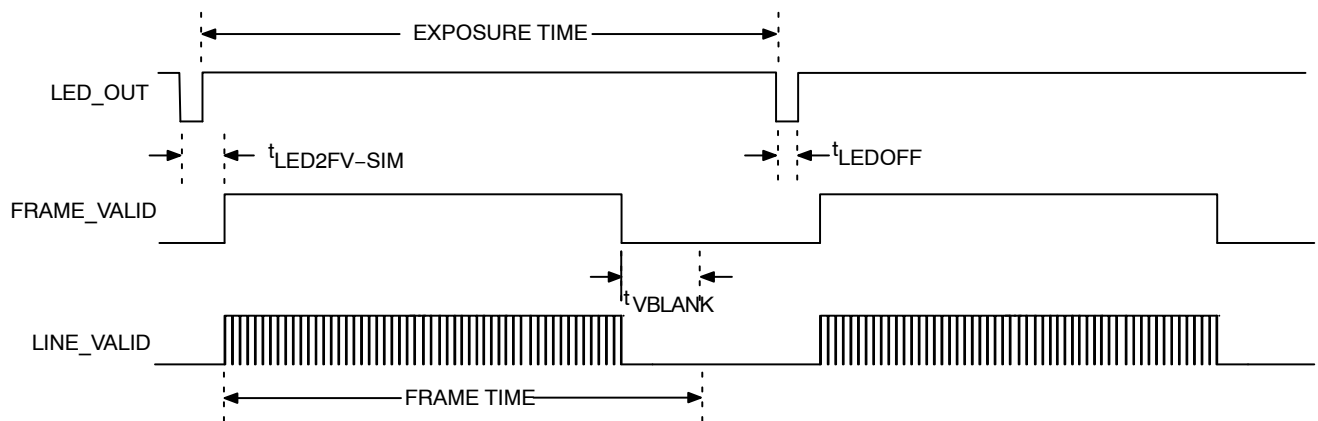 EXPOSURE TIME
LED_OUT
tLED2FV−SIM
tLEDOFF
FRAME_VALID
tVBLANK
LINE_VALID
FRAME TIME